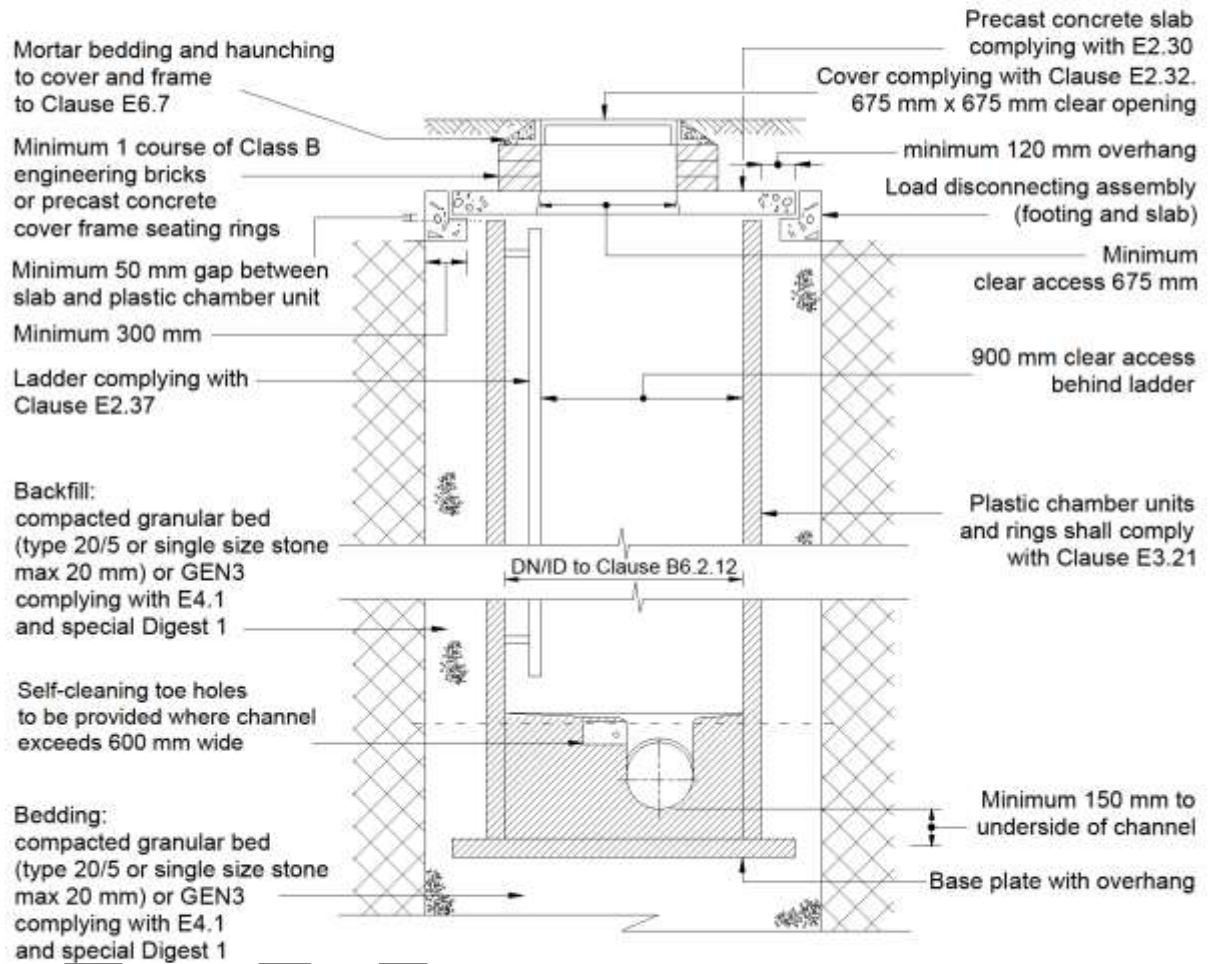 Mortar bedding and haunching
to cover and frame
to Clause E6.7
Minimum 1 course of Class B
engineering bricks
or precast concrete
cover frame seating rings
Minimum 50 mm gap between
slab and plastic chamber unit
Minimum 300 mm
Ladder complying with
Clause E2.37
Backfill:
compacted granular bed
(type 20/5 or single size stone
max 20 mm) or GEN3
complying with E4.1
and special Digest 1
Self-cleaning toe holes
to be provided where channel
exceeds 600 mm wide
Bedding:
compacted granular bed
(type 20/5 or single size stone
max 20 mm) or GEN3
complying with E4.1
and special Digest 1
DN/ID to Clause B6.2.12
Precast concrete slab
complying with E2.30
Cover complying with Clause E2.32.
675 mm x 675 mm clear opening
minimum 120 mm overhang
Load disconnecting assembly
(footing and slab)
Minimum
clear access 675 mm
900 mm clear access
behind ladder
Plastic chamber units
and rings shall comply
with Clause E3.21
Minimum 150 mm to
underside of channel
Base plate with overhang